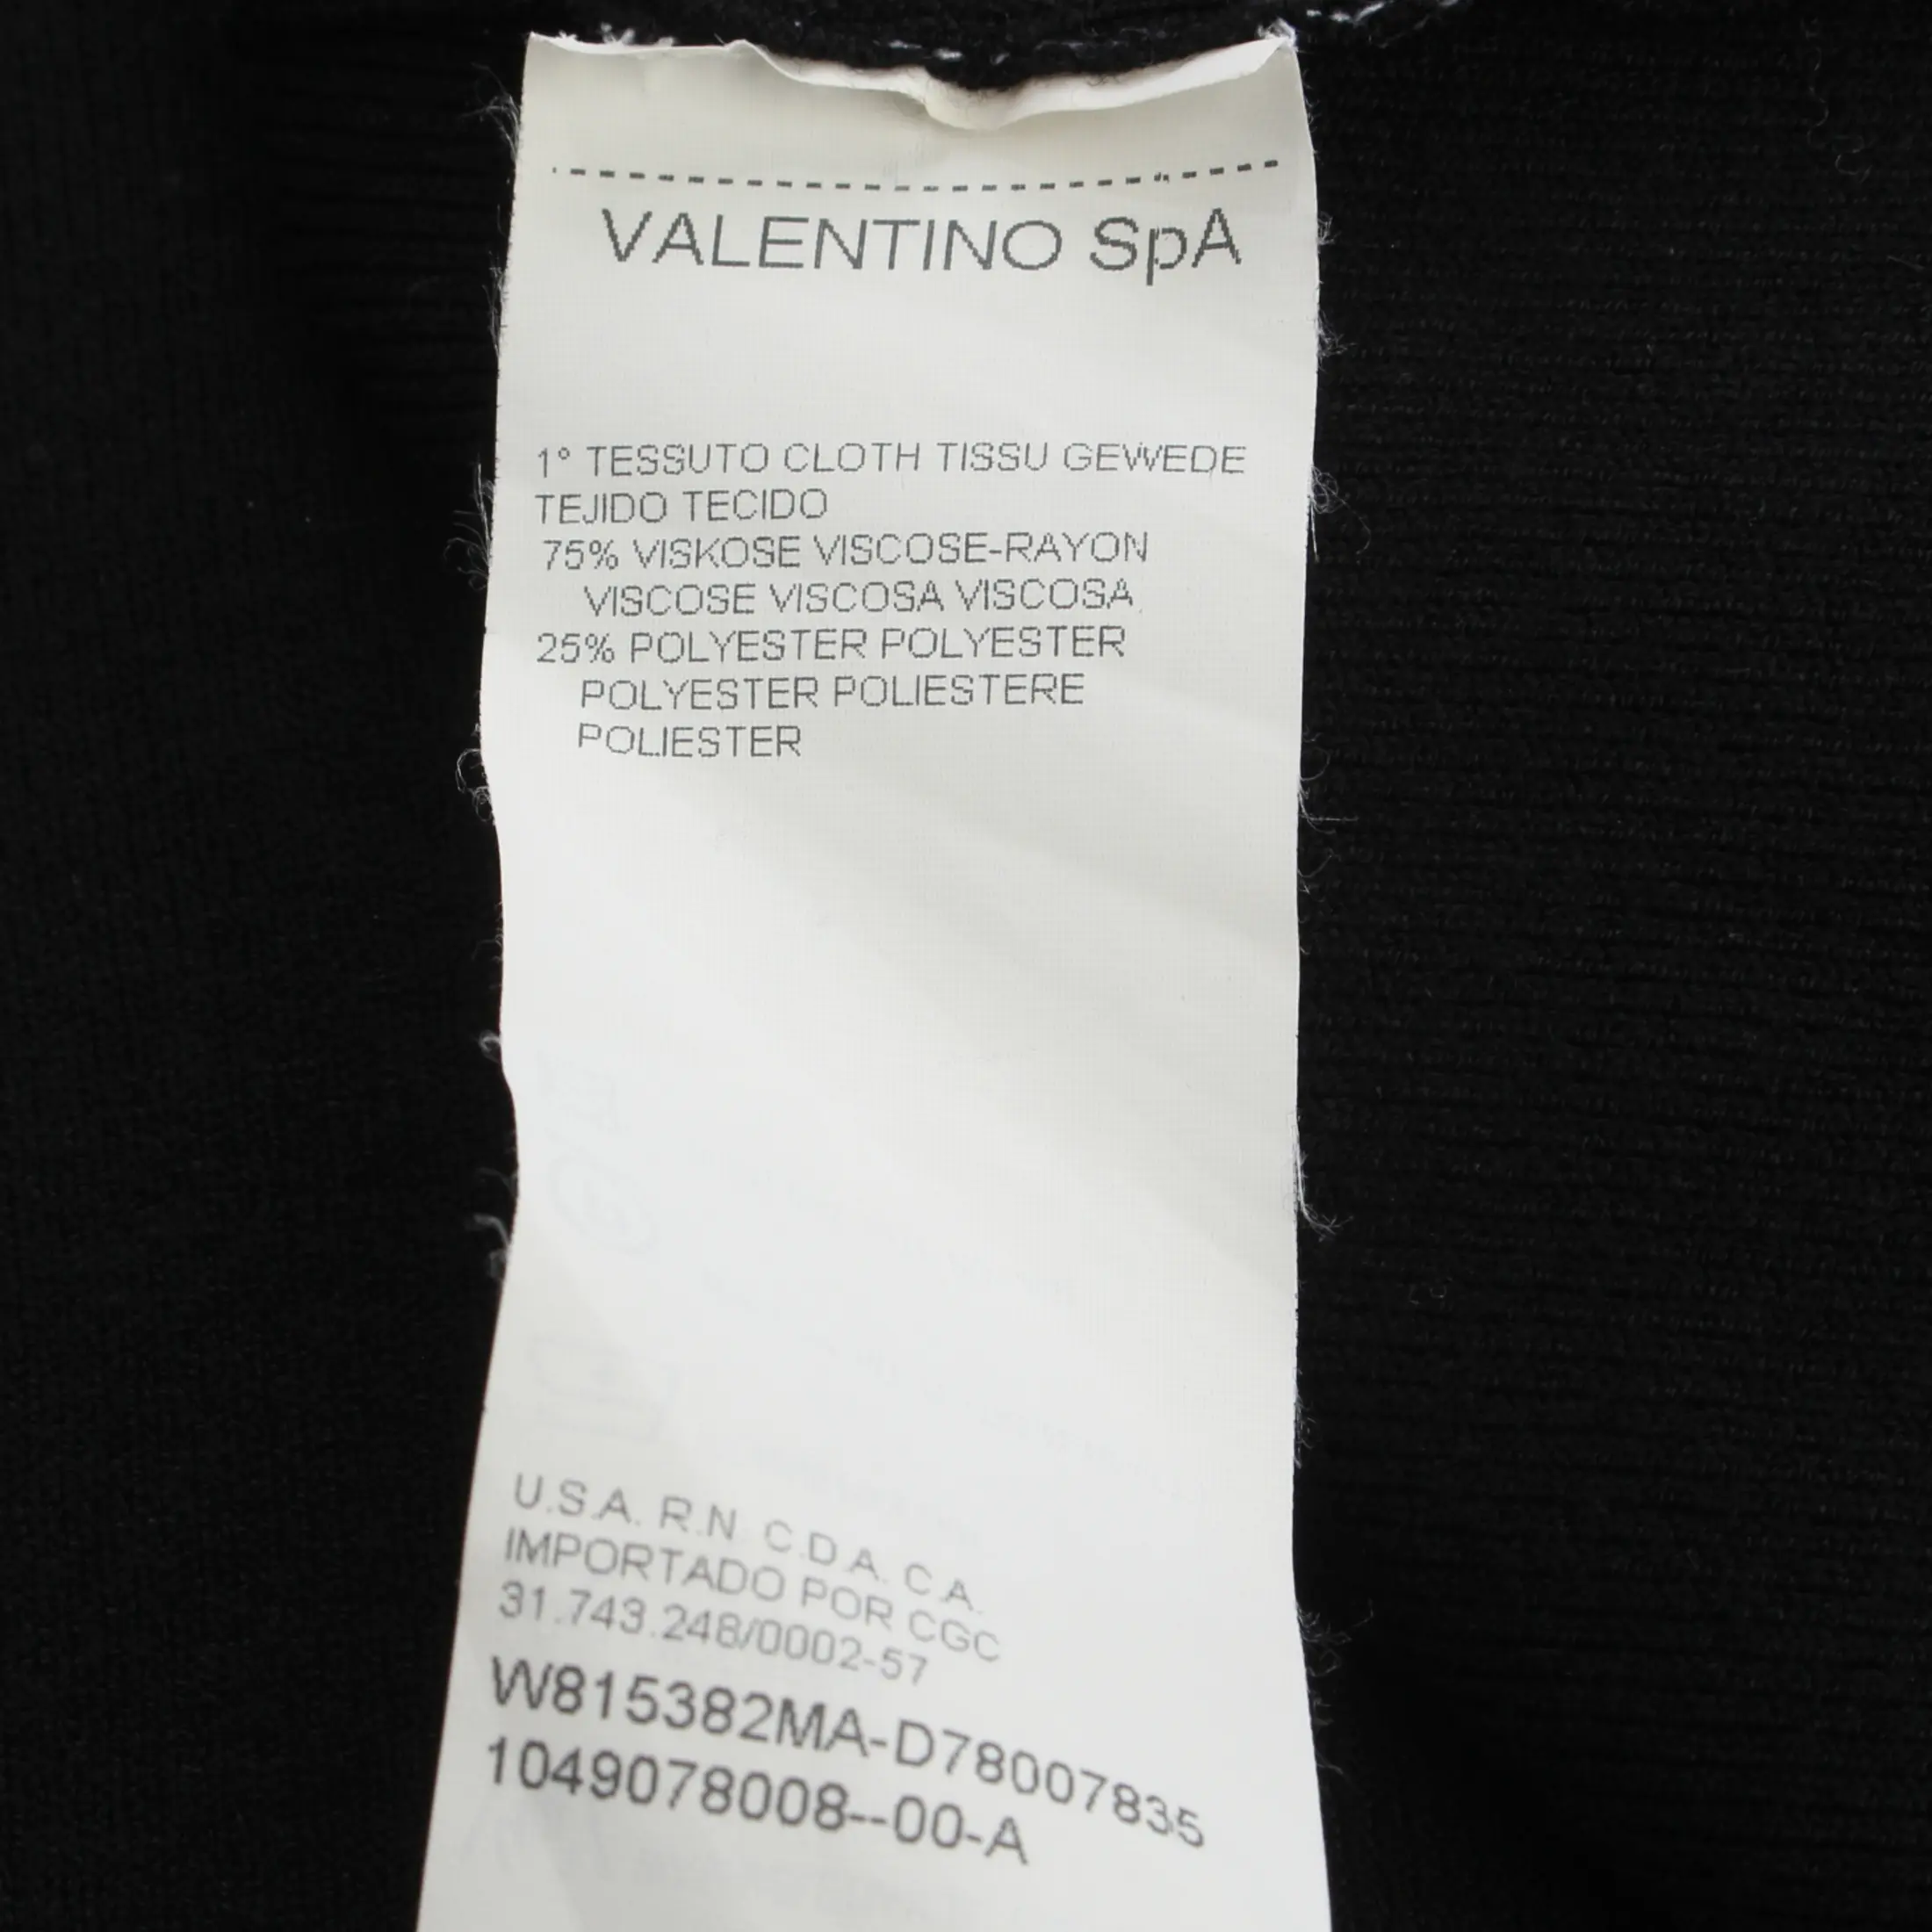 VALENTINO SpA
1° TESSUTO CLOTH TISSU GEWEDE
TEJIDO TECIDO
75% VISKOSE VISCOSE-RAYON
VISCOSE VISCOSA VISCOSA
25% POLYESTER POLYESTER
POLYESTER POLIESTERE
POLIESTER
U.S.A. R.N. C.D.A. C.A.
IMPORTADO POR CGC
31.743.248/0002-57
W815382MA-D78007835
1049078008--00-A